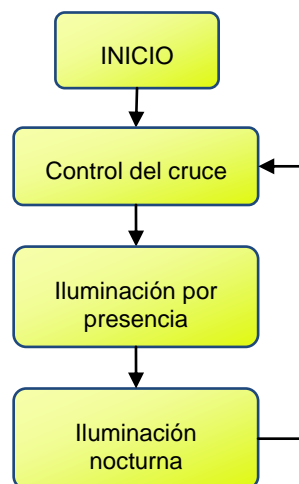 INICIO
Control del cruce
Iluminación por
presencia
Iluminación
nocturna